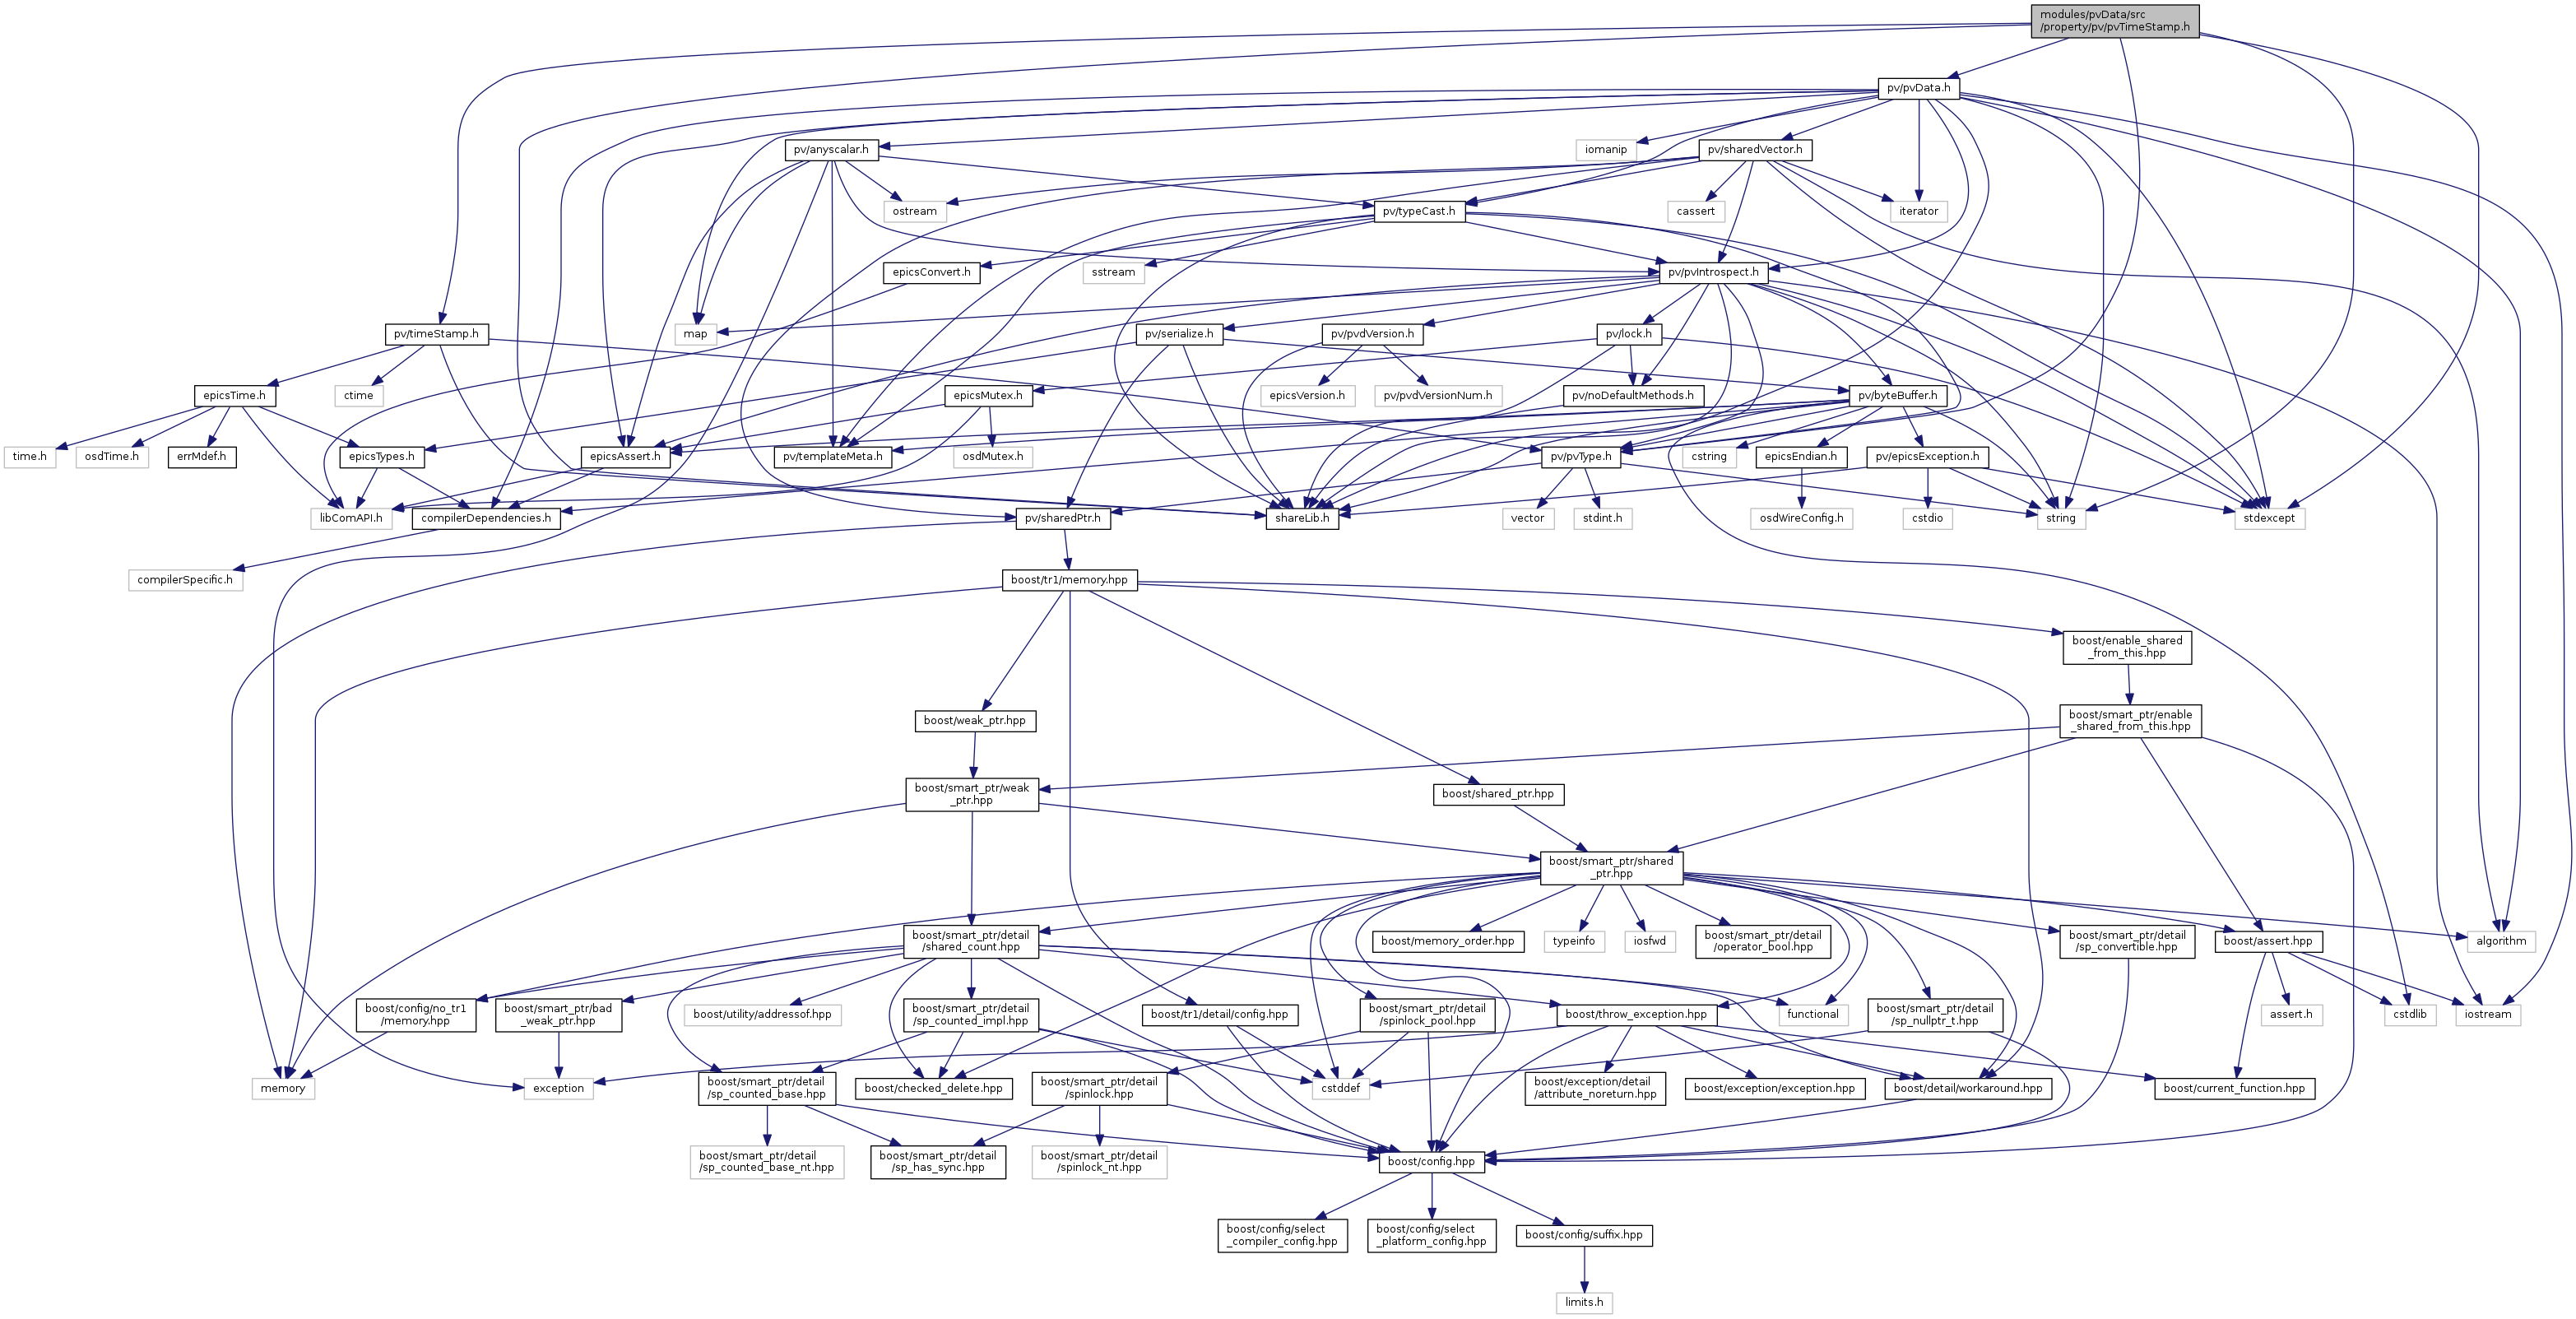 modules/pvData/src
/property/pv/pvTimeStamp.h
pv/pvData.h
pv/anyscalar.h
iomanip
pv/sharedVector.h
ostream
pv/typeCast.h
cassert
iterator
epicsConvert.h
sstream
pv/pvIntrospect.h
pv/timeStamp.h
map
pv/serialize.h
pv/pvdVersion.h
pv/lock.h
epicsTime.h
ctime
epicsMutex.h
epicsVersion.h
pv/pvdVersionNum.h
pv/noDefaultMethods.h
pv/byteBuffer.h
time.h
osdTime.h
errMdef.h
epicsTypes.h
epicsAssert.h
pv/templateMeta.h
osdMutex.h
pv/pvType.h
cstring
epicsEndian.h
pv/epicsException.h
libComAPI.h
compilerDependencies.h
pv/sharedPtr.h
shareLib.h
vector
stdint.h
osdWireConfig.h
cstdio
string
stdexcept
compilerSpecific.h
boost/tr1/memory.hpp
boost/enable_shared
_from_this.hpp
boost/weak_ptr.hpp
boost/smart_ptr/enable
_shared_from_this.hpp
boost/smart_ptr/weak
_ptr.hpp
boost/shared_ptr.hpp
boost/smart_ptr/shared
_ptr.hpp
boost/smart_ptr/detail
/shared_count.hpp
boost/memory_order.hpp
typeinfo
iosfwd
boost/smart_ptr/detail
/operator_bool.hpp
boost/smart_ptr/detail
/sp_convertible.hpp
boost/assert.hpp
algorithm
boost/config/no_tr1
/memory.hpp
boost/smart_ptr/bad
_weak_ptr.hpp
boost/utility/addressof.hpp
boost/smart_ptr/detail
/sp_counted_impl.hpp
boost/tr1/detail/config.hpp
boost/smart_ptr/detail
/spinlock_pool.hpp
boost/throw_exception.hpp
functional
boost/smart_ptr/detail
/sp_nullptr_t.hpp
assert.h
cstdlib
iostream
memory
exception
boost/smart_ptr/detail
/sp_counted_base.hpp
boost/checked_delete.hpp
boost/smart_ptr/detail
/spinlock.hpp
cstddef
boost/exception/detail
/attribute_noreturn.hpp
boost/exception/exception.hpp
boost/detail/workaround.hpp
boost/current_function.hpp
boost/smart_ptr/detail
/sp_counted_base_nt.hpp
boost/smart_ptr/detail
/sp_has_sync.hpp
boost/smart_ptr/detail
/spinlock_nt.hpp
boost/config.hpp
boost/config/select
_compiler_config.hpp
boost/config/select
_platform_config.hpp
boost/config/suffix.hpp
limits.h